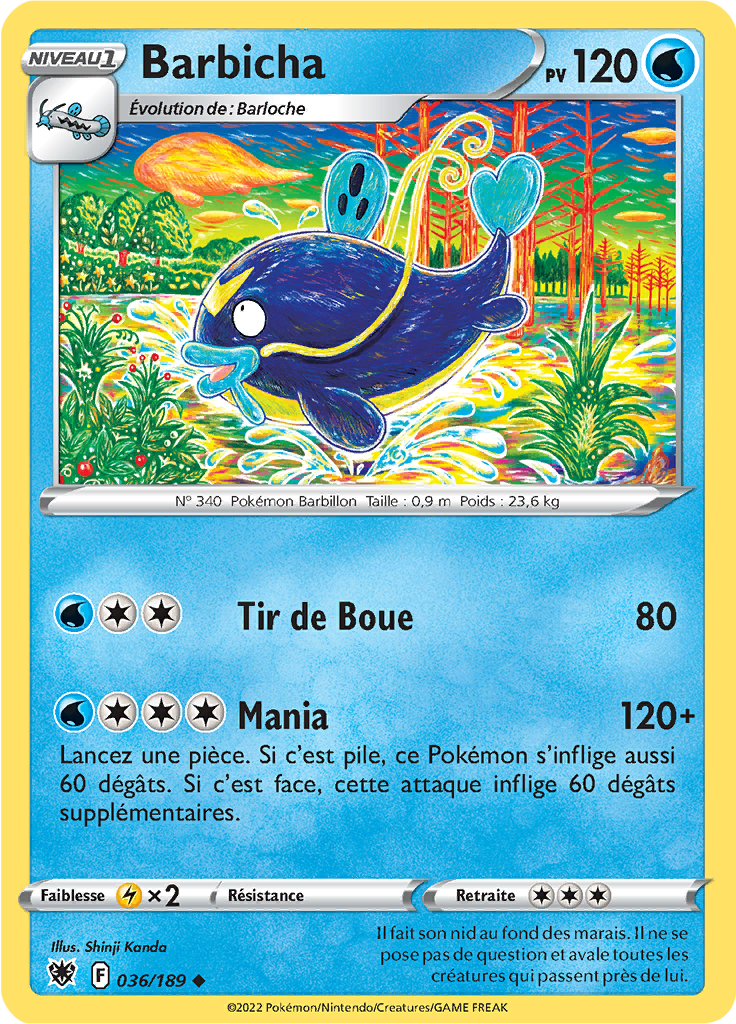 NIVEAU 1
Barbicha
PV 120
Évolution de : Barloche
N° 340 Pokémon Barbillon Taille : 0,9 m Poids : 23,6 kg
Tir de Boue 80
Mania 120+
Lancez une pièce. Si c'est pile, ce Pokémon s'inflige aussi
60 dégâts. Si c'est face, cette attaque inflige 60 dégâts
supplémentaires.
Faiblesse ×2 Résistance Retraite
Illus. Shinji Kanda
Il fait son nid au fond des marais. Il ne se
pose pas de question et avale toutes les
créatures qui passent près de lui.
F 036/189
©2022 Pokémon/Nintendo/Creatures/GAME FREAK